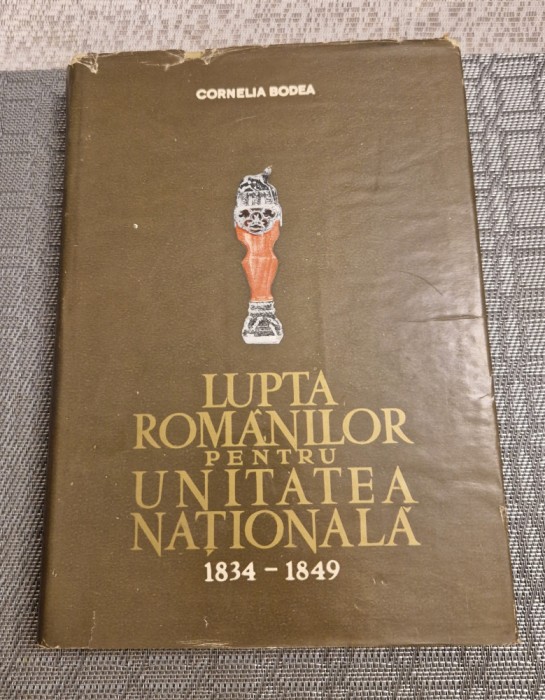 CORNELIA BODEA
LUPTA
ROMÂNILOR
PENTRU
UNITATEA
NAȚIONALĂ
1834 - 1849